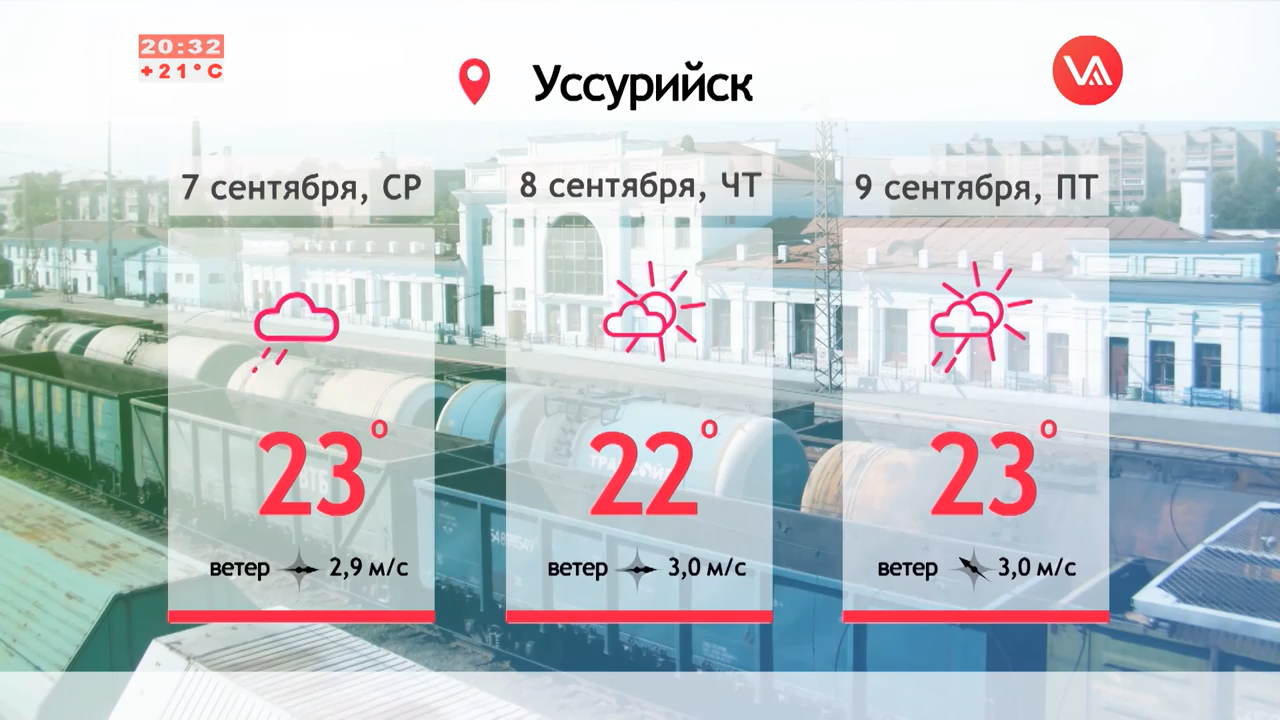 20:32
+21°C
Уссурийск
7 сентября, СР
8 сентября, ЧТ
9 сентября, ПТ
23°
22°
23°
ветер 2,9 м/с
ветер 3,0 м/с
ветер 3,0 м/с